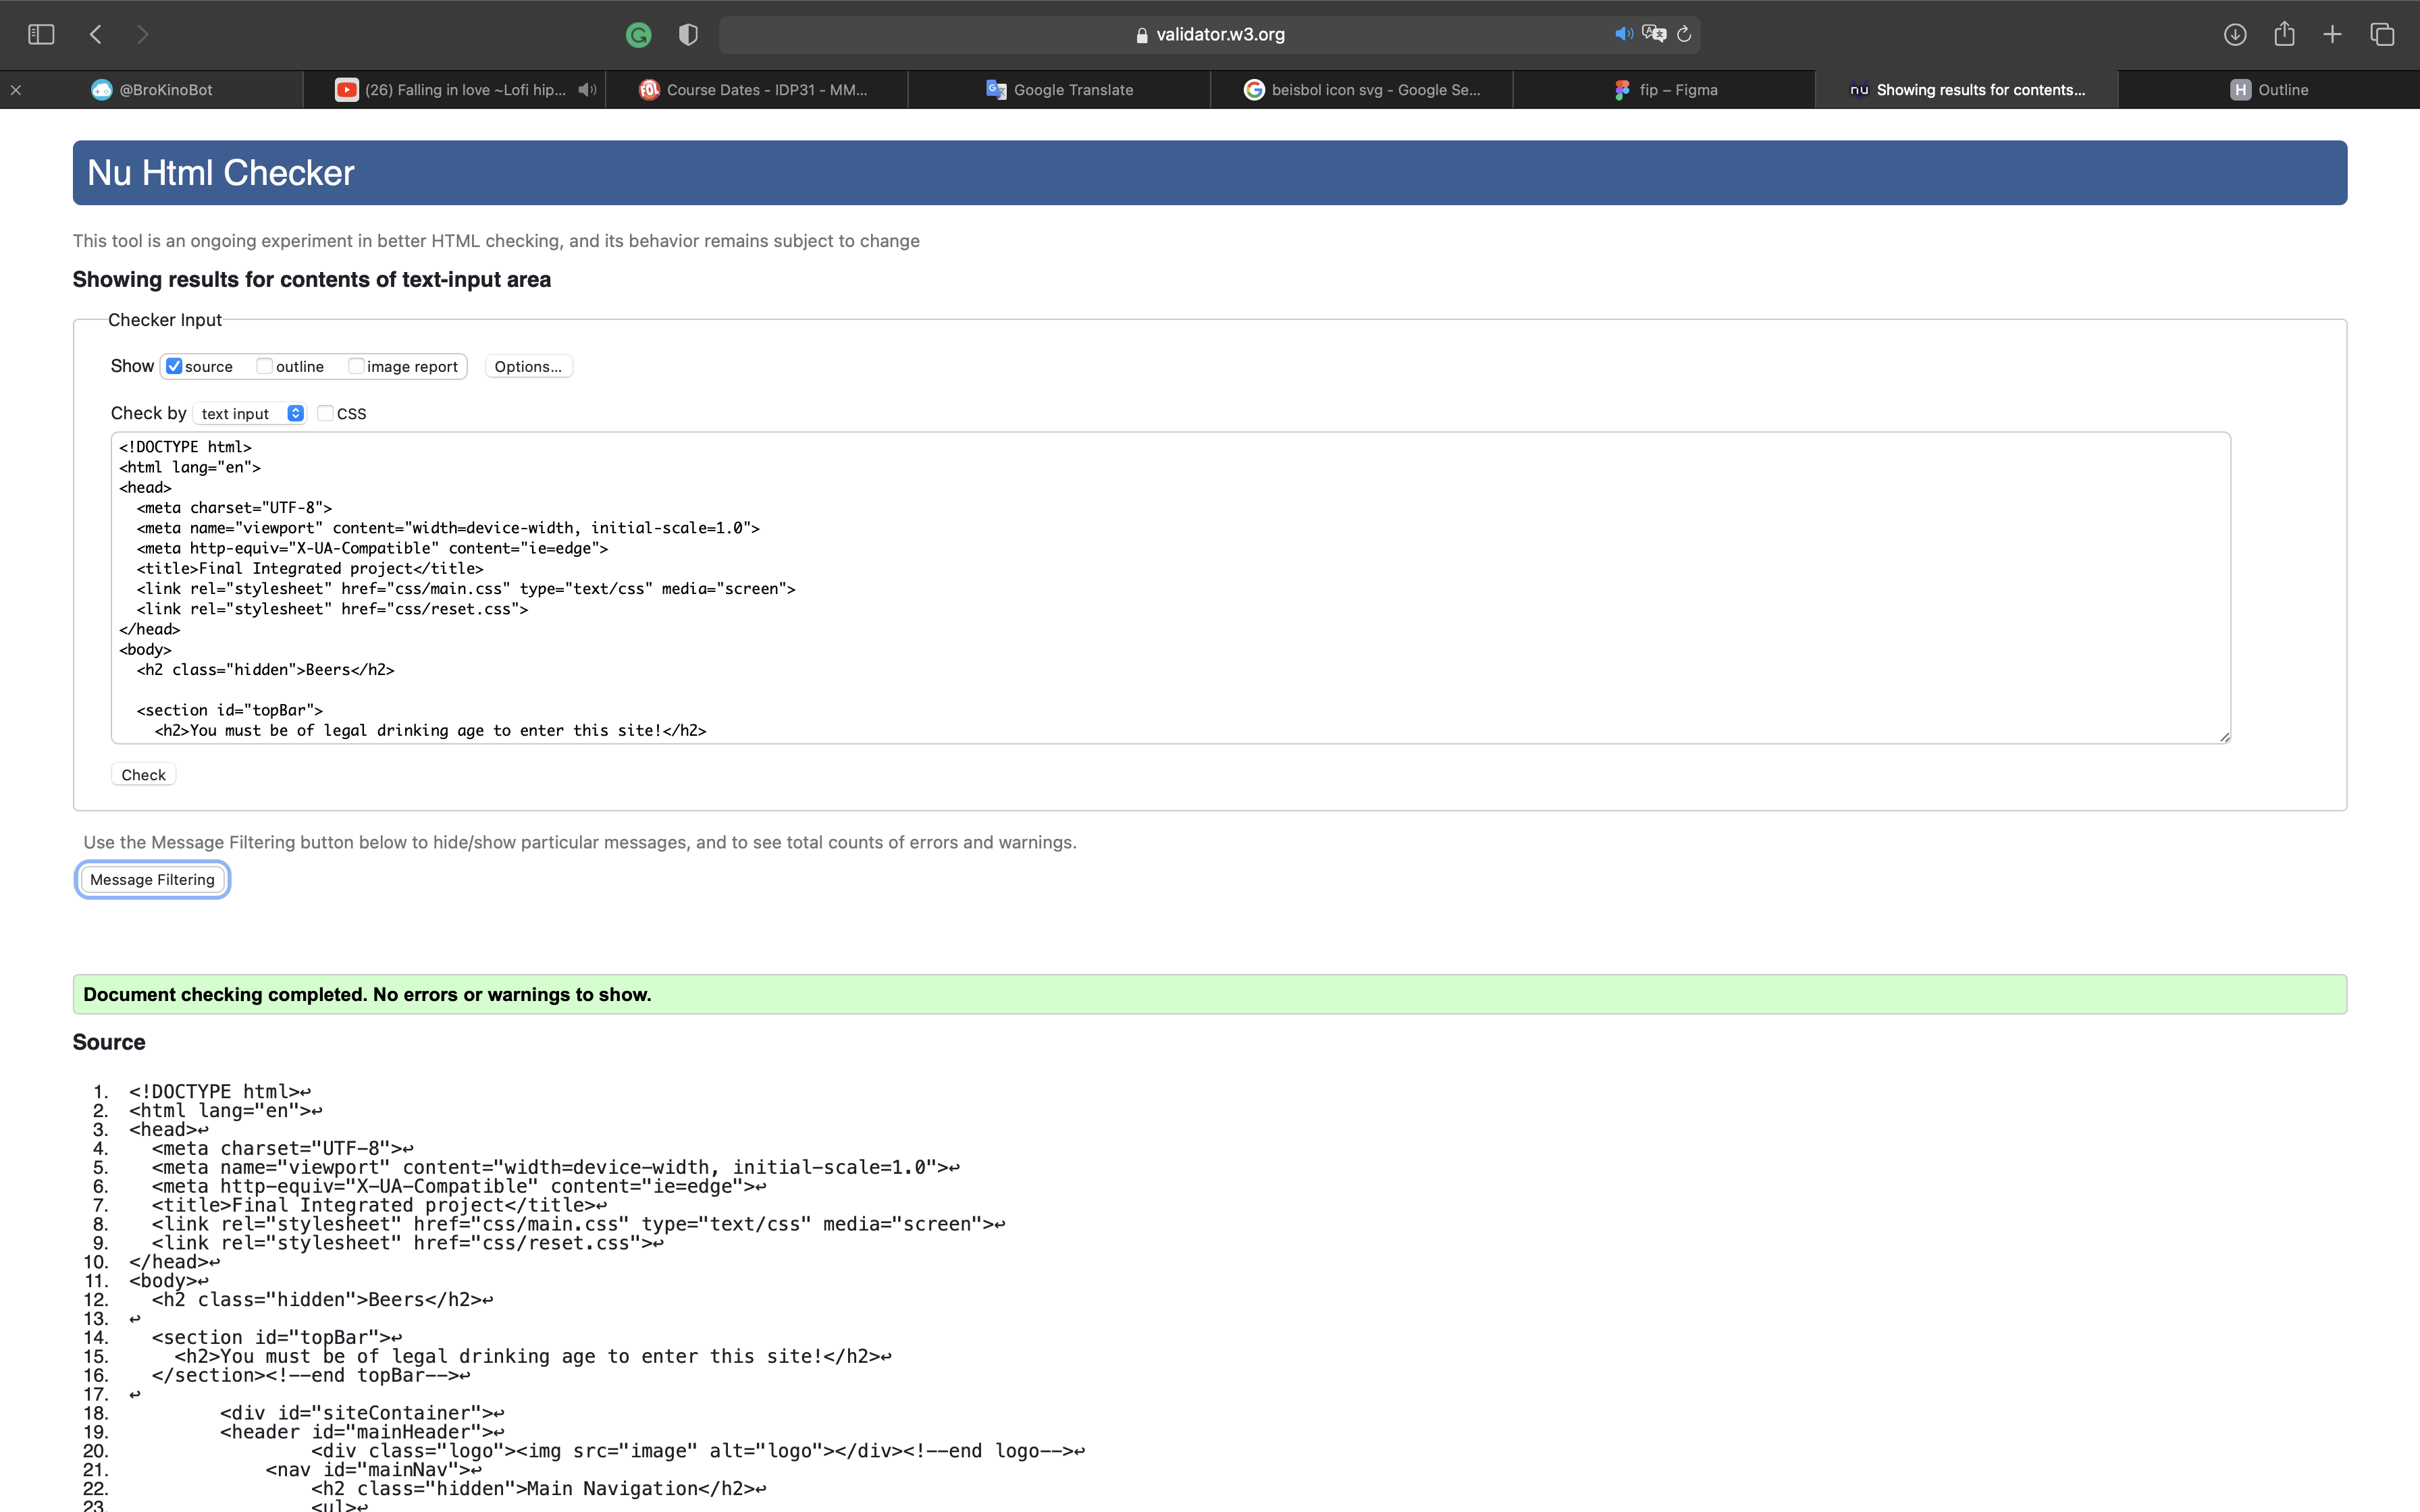 validator.w3.org
@BroKinoBot
(26) Falling in love ~Lofi hip...
Course Dates - IDP31 - MM...
Google Translate
beisbol icon svg - Google Se...
fip – Figma
nu Showing results for contents...
H Outline
Nu Html Checker
This tool is an ongoing experiment in better HTML checking, and its behavior remains subject to change
Showing results for contents of text-input area
Checker Input
Show source outline image report Options...
Check by text input CSS
<!DOCTYPE html>
<html lang="en">
<head>
  <meta charset="UTF-8">
  <meta name="viewport" content="width=device-width, initial-scale=1.0">
  <meta http-equiv="X-UA-Compatible" content="ie=edge">
  <title>Final Integrated project</title>
  <link rel="stylesheet" href="css/main.css" type="text/css" media="screen">
  <link rel="stylesheet" href="css/reset.css">
</head>
<body>
  <h2 class="hidden">Beers</h2>
  <section id="topBar">
    <h2>You must be of legal drinking age to enter this site!</h2>
Check
Use the Message Filtering button below to hide/show particular messages, and to see total counts of errors and warnings.
Message Filtering
Document checking completed. No errors or warnings to show.
Source
1. <!DOCTYPE html>↩
2. <html lang="en">↩
3. <head>↩
4.   <meta charset="UTF-8">↩
5.   <meta name="viewport" content="width=device-width, initial-scale=1.0">↩
6.   <meta http-equiv="X-UA-Compatible" content="ie=edge">↩
7.   <title>Final Integrated project</title>↩
8.   <link rel="stylesheet" href="css/main.css" type="text/css" media="screen">↩
9.   <link rel="stylesheet" href="css/reset.css">↩
10. </head>↩
11. <body>↩
12.   <h2 class="hidden">Beers</h2>↩
13. ↩
14.   <section id="topBar">↩
15.     <h2>You must be of legal drinking age to enter this site!</h2>↩
16.   </section><!--end topBar-->↩
17. ↩
18.         <div id="siteContainer">↩
19.         <header id="mainHeader">↩
20.                 <div class="logo"><img src="image" alt="logo"></div><!--end logo-->↩
21.             <nav id="mainNav">↩
22.                 <h2 class="hidden">Main Navigation</h2>↩
23.                 <ul>↩